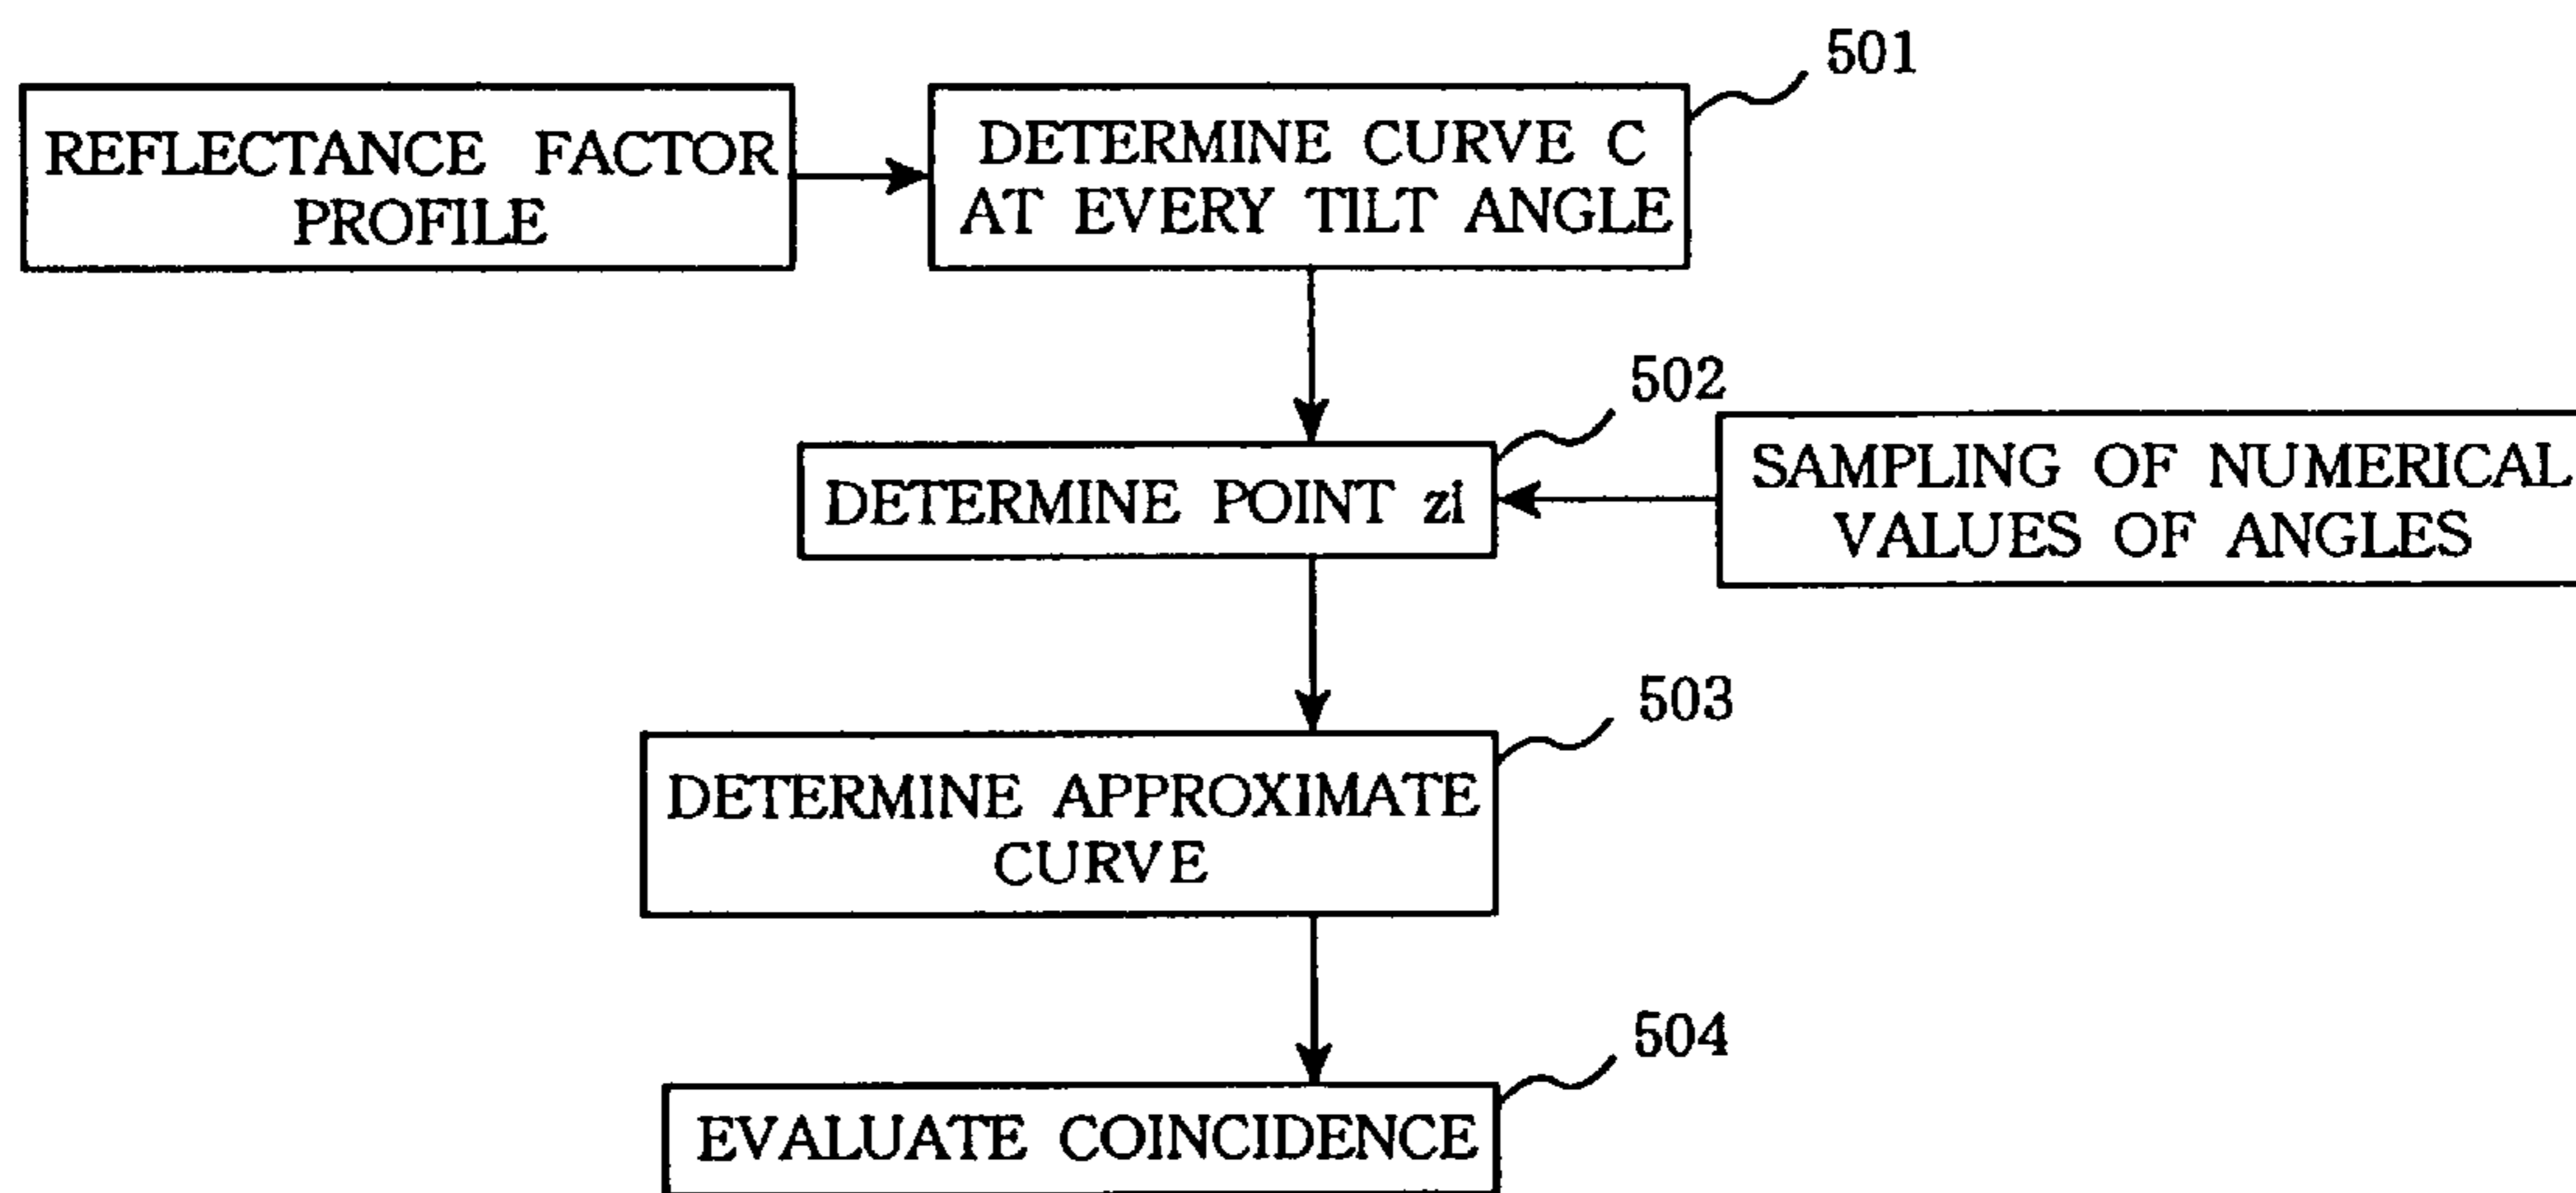 501
REFLECTANCE FACTOR
PROFILE
DETERMINE CURVE C
AT EVERY TILT ANGLE
502
DETERMINE POINT zi
SAMPLING OF NUMERICAL
VALUES OF ANGLES
503
DETERMINE APPROXIMATE
CURVE
504
EVALUATE COINCIDENCE